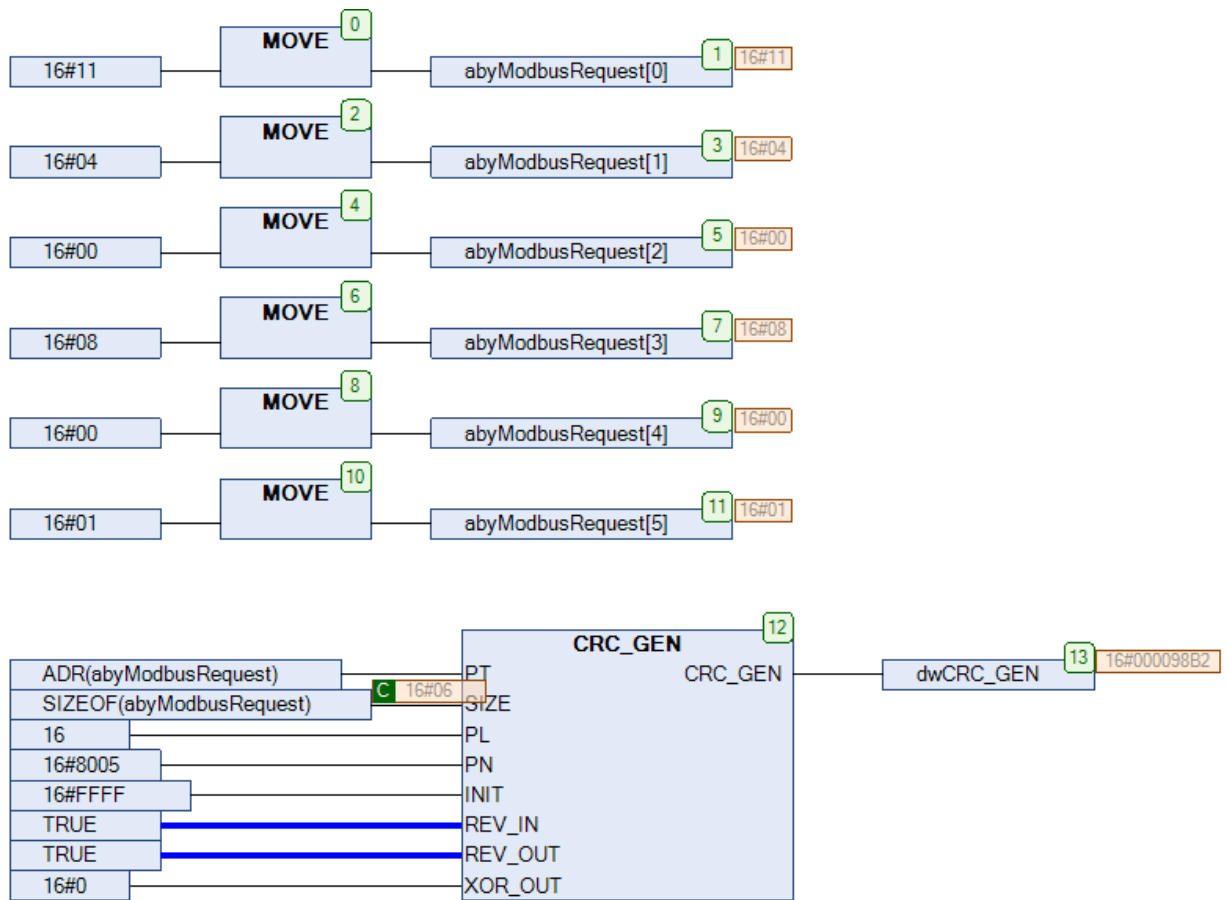 0
MOVE
16#11
abyModbusRequest[0]
1
16#11
2
MOVE
16#04
abyModbusRequest[1]
3
16#04
4
MOVE
16#00
abyModbusRequest[2]
5
16#00
6
MOVE
16#08
abyModbusRequest[3]
7
16#08
8
MOVE
16#00
abyModbusRequest[4]
9
16#00
10
MOVE
16#01
abyModbusRequest[5]
11
16#01
12
CRC_GEN
ADR(abyModbusRequest)
PT
CRC_GEN
dwCRC_GEN
13
16#000098B2
SIZEOF(abyModbusRequest)
C
16#06
SIZE
16
PL
16#8005
PN
16#FFFF
INIT
TRUE
REV_IN
TRUE
REV_OUT
16#0
XOR_OUT